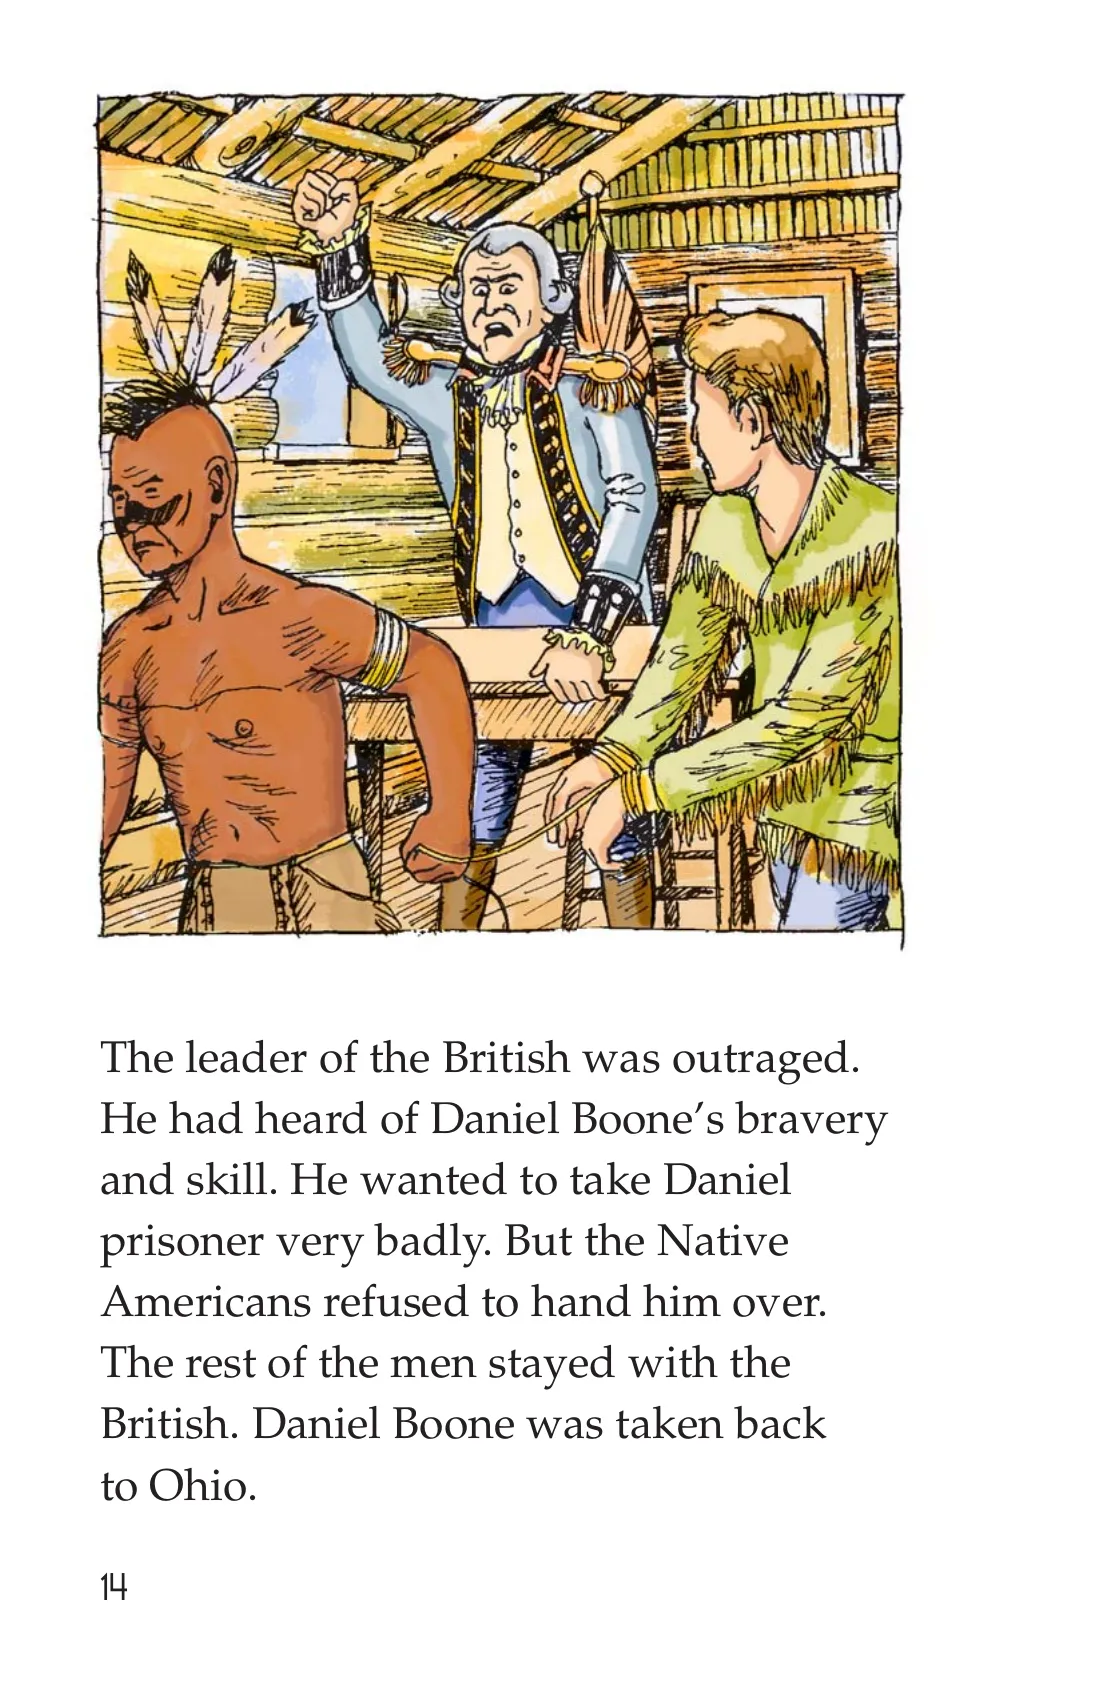 The leader of the British was outraged.
He had heard of Daniel Boone’s bravery
and skill. He wanted to take Daniel
prisoner very badly. But the Native
Americans refused to hand him over.
The rest of the men stayed with the
British. Daniel Boone was taken back
to Ohio.
14